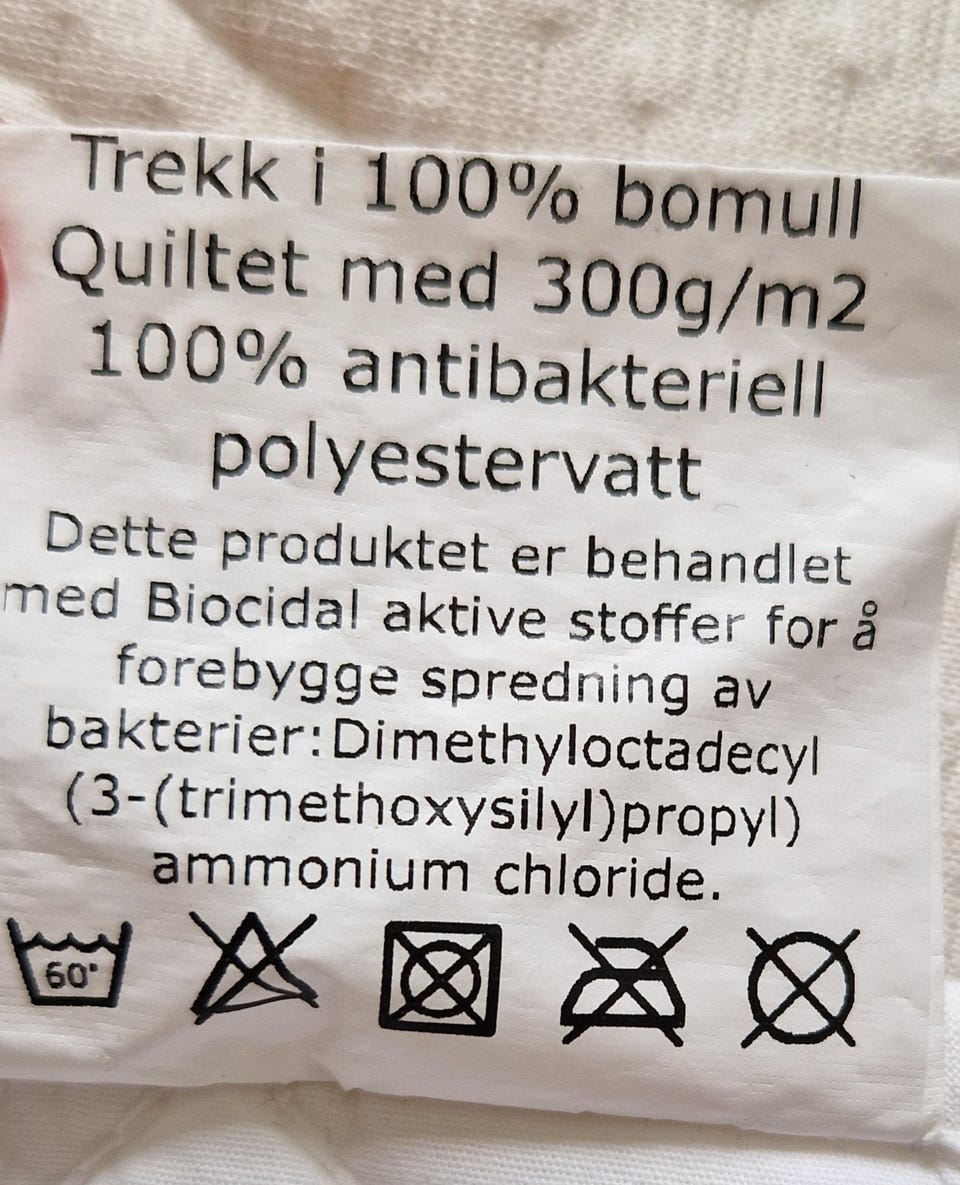 Trekk i 100% bomull
Quiltet med 300g/m2
100% antibakteriell
polyestervatt
Dette produktet er behandlet
med Biocidal aktive stoffer for å
forebygge spredning av
bakterier:Dimethyloctadecyl
(3-(trimethoxysilyl)propyl)
ammonium chloride.
60°